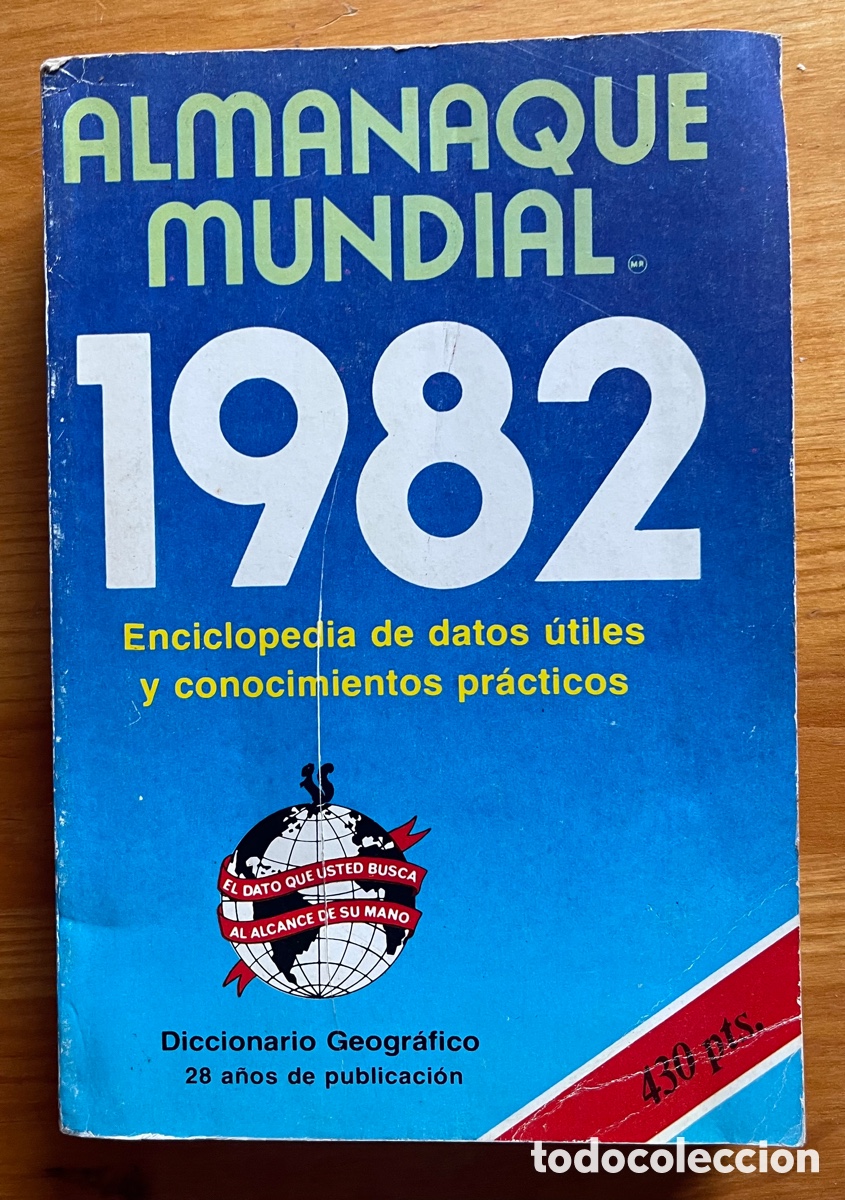 ALMANAQUE
MUNDIAL
MR
1982
Enciclopedia de datos útiles
y conocimientos prácticos
EL DATO QUE USTED BUSCA
AL ALCANCE DE SU MANO
Diccionario Geográfico
28 años de publicación
430 pts.
todocoleccion